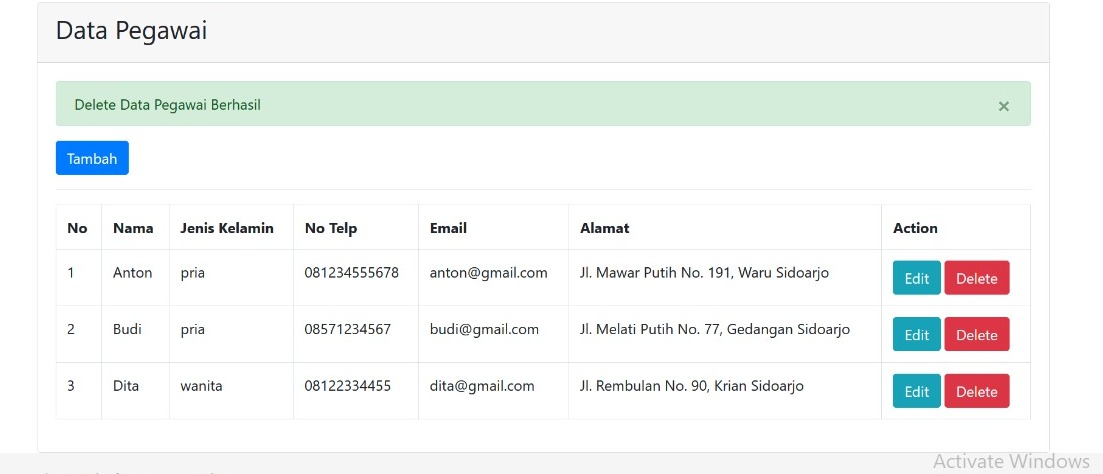 Data Pegawai
Delete Data Pegawai Berhasil ×
Tambah
No Nama Jenis Kelamin No Telp Email Alamat Action
1 Anton pria 081234555678 anton@gmail.com Jl. Mawar Putih No. 191, Waru Sidoarjo Edit Delete
2 Budi pria 08571234567 budi@gmail.com Jl. Melati Putih No. 77, Gedangan Sidoarjo Edit Delete
3 Dita wanita 08122334455 dita@gmail.com Jl. Rembulan No. 90, Krian Sidoarjo Edit Delete
Activate Windows